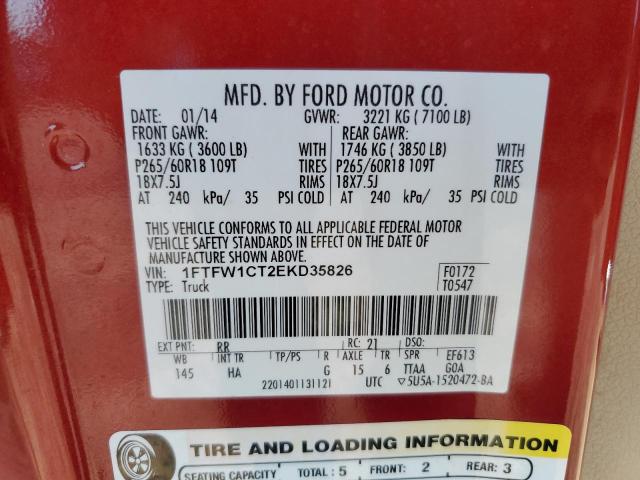 MFD. BY FORD MOTOR CO.
DATE: 01/14 GVWR: 3221 KG ( 7100 LB)
FRONT GAWR: REAR GAWR:
1633 KG ( 3600 LB) WITH 1746 KG ( 3850 LB) WITH
P265/60R18 109T TIRES P265/60R18 109T TIRES
18X7.5J RIMS 18X7.5J RIMS
AT 240 kPa/ 35 PSI COLD AT 240 kPa/ 35 PSI COLD
THIS VEHICLE CONFORMS TO ALL APPLICABLE FEDERAL MOTOR
VEHICLE SAFETY STANDARDS IN EFFECT ON THE DATE OF
MANUFACTURE SHOWN ABOVE.
VIN: 1FTFW1CT2EKD35826 F0172
TYPE: Truck T0547
EXT PNT: RR RC: 21 DSO:
WB INT TR TP/PS R AXLE TR SPR EF613
145 HA G 15 6 TTAA GOA
2201401131121 UTC ▽5U5A-1520472-BA
TIRE AND LOADING INFORMATION
SEATING CAPACITY TOTAL: 5 FRONT: 2 REAR: 3